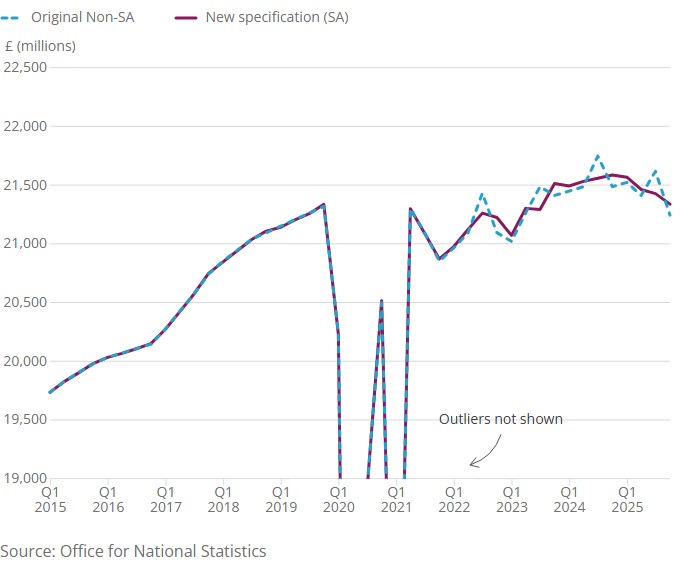 Original Non-SA New specification (SA)
£ (millions)
22,500
22,000
21,500
21,000
20,500
20,000
19,500
Outliers not shown
19,000
Q1 Q1 Q1 Q1 Q1 Q1 Q1 Q1 Q1 Q1 Q1
2015 2016 2017 2018 2019 2020 2021 2022 2023 2024 2025
Source: Office for National Statistics